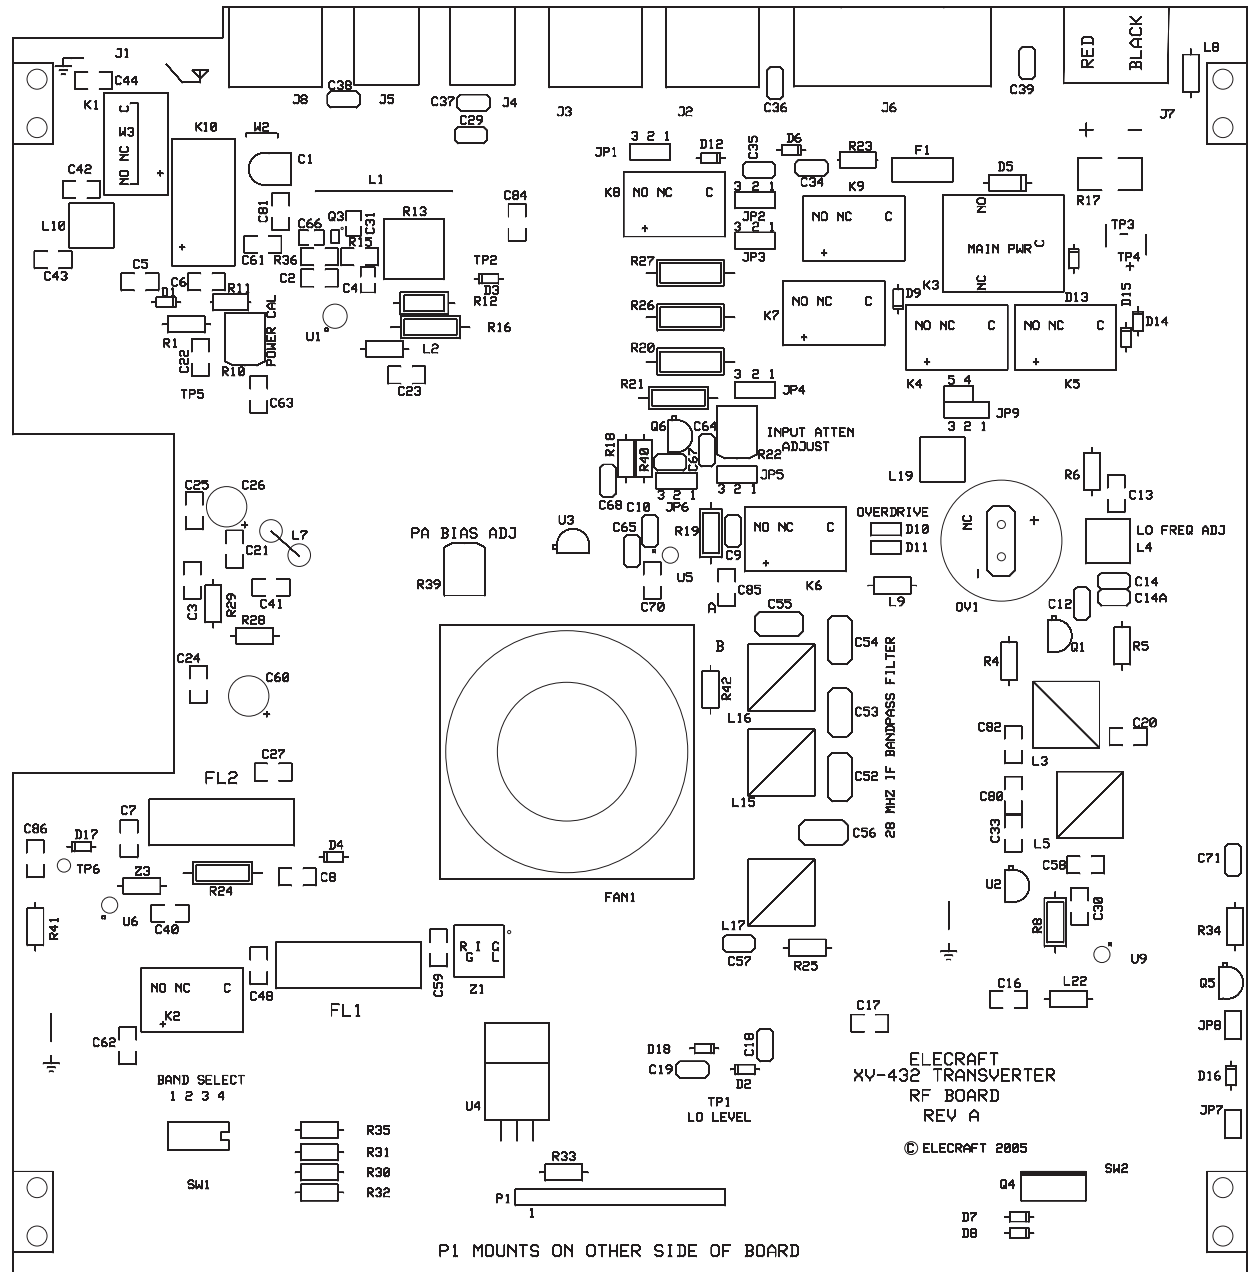 J1
C44
K1
C
W3
NO NC
K10
W2
C1
C38
J8
J5
C37
C29
J4
J3
J2
C36
J6
C39
RED
BLACK
L8
J7
C42
L10
C43
C5
C6
D1
R11
R1
C22
R10
POWER CAL
TP5
C63
L1
C81
C66
Q3
C31
R13
C61
R36
R15
C2
C4
U1
R12
R16
L2
C23
TP2
D3
C84
3 2 1
JP1
D12
C35
D6
C34
R23
F1
K8
NO NC C
3 2 1
JP2
3 2 1
JP3
K9
NO NC C
D5
NO
MAIN PWR
C
NC
K3
R17
TP3
TP4
R27
R26
R20
R21
K7
NO NC C
D9
D13
D15
D14
NO NC C
K4
NO NC C
K5
3 2 1
JP4
5 4
JP9
3 2 1
Q6
C64
R18
R40
C67
R22
INPUT ATTEN
ADJUST
C68
3 2 1
JP6
JP5
3 2 1
L19
R6
C13
C25
C26
C21
L7
C3
R29
C41
R28
C24
C60
PA BIAS ADJ
R39
U3
C10
C65
U5
C70
R19
C9
NO NC C
K6
C85
A
OVERDRIVE
D10
D11
L9
NC
OV1
LO FREQ ADJ
L4
C14
C14A
C12
Q1
R5
R4
C55
C54
B
R42
L16
C53
L15
C52
C56
28 MHZ IF BANDPASS FILTER
L3
C82
C20
C80
C33
L5
C58
C27
FL2
C7
C86
D17
TP6
Z3
R24
C8
D4
R41
U6
C40
FAN1
L17
C57
R25
U2
R8
C30
U9
C71
R34
Q5
JP8
D16
JP7
C48
C59
R I G
G L
Z1
NO NC C
K2
FL1
C62
C16
L22
C17
BAND SELECT
1 2 3 4
SW1
R35
R31
R30
R32
U4
D18
C19
C18
D2
TP1
LO LEVEL
ELECRAFT
XV-432 TRANSVERTER
RF BOARD
REV A
© ELECRAFT 2005
R33
P1
1
Q4
SW2
D7
D8
P1 MOUNTS ON OTHER SIDE OF BOARD